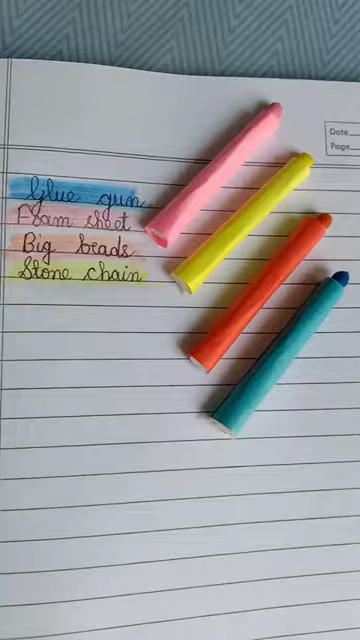 Date
Page
Glue gun
Foam sheet
Big beads
Stone chain